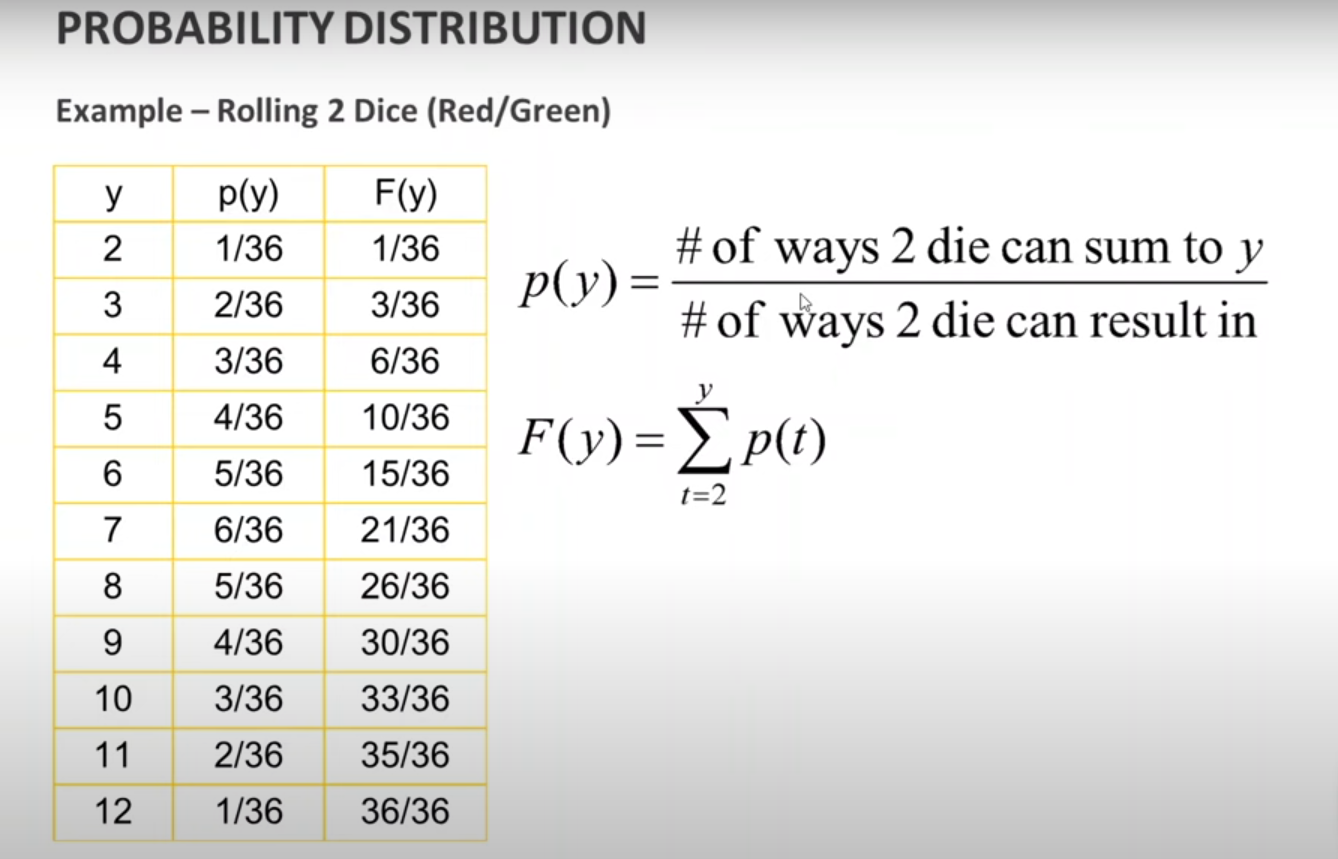 PROBABILITY DISTRIBUTION
Example – Rolling 2 Dice (Red/Green)
y p(y) F(y)
2 1/36 1/36
3 2/36 3/36
4 3/36 6/36
5 4/36 10/36
6 5/36 15/36
7 6/36 21/36
8 5/36 26/36
9 4/36 30/36
10 3/36 33/36
11 2/36 35/36
12 1/36 36/36
# of ways 2 die can sum to y
p(y) =
# of ways 2 die can result in
y
F(y) = ∑ p(t)
t=2